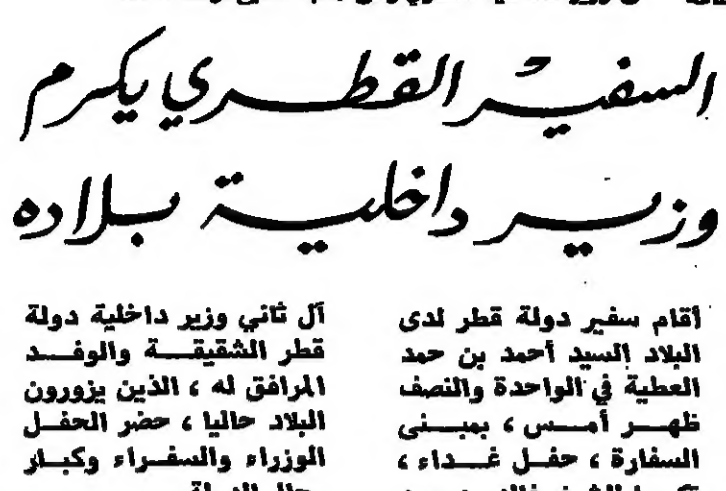 السفير القطري يكرم
وزير داخلية بلاده
أقام سفير دولة قطر لدى
البلاد السيد أحمد بن حمد
العطية في الواحدة والنصف
ظهر أمس ، بمبنى
السفارة ، حفل غداء ،
آل ثاني وزير داخلية دولة
قطر الشقيقة والوفد
المرافق له ، الذين يزورون
البلاد حاليا ، حضر الحفل
الوزراء والسفراء وكبار